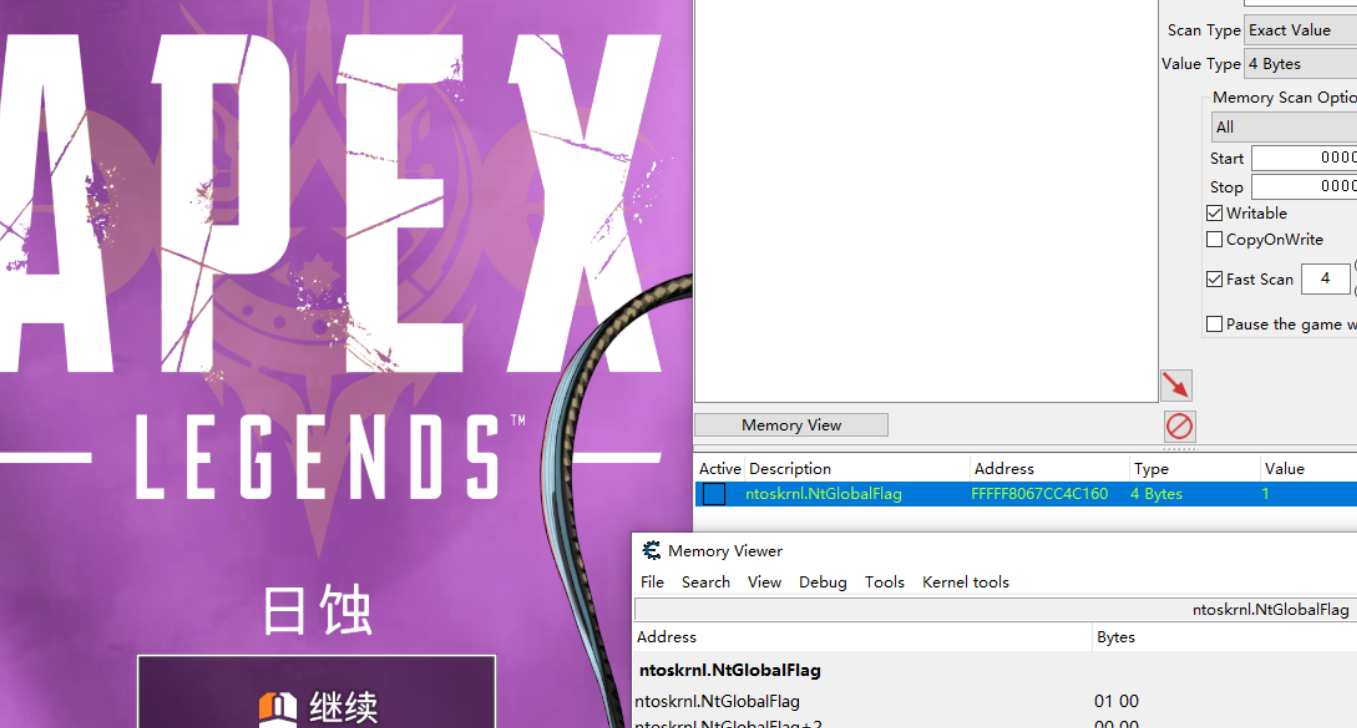 APEX
LEGENDS™
日蚀
继续
Scan Type Exact Value
Value Type 4 Bytes
Memory Scan Optio
All
Start 0000
Stop 0000
Writable
CopyOnWrite
Fast Scan 4
Pause the game w
Memory View
Active Description Address Type Value
ntoskrnl.NtGlobalFlag FFFFF8067CC4C160 4 Bytes 1
Memory Viewer
File Search View Debug Tools Kernel tools
ntoskrnl.NtGlobalFlag
Address Bytes
ntoskrnl.NtGlobalFlag
ntoskrnl.NtGlobalFlag 01 00
ntoskrnl.NtGlobalFlag+2 00 00